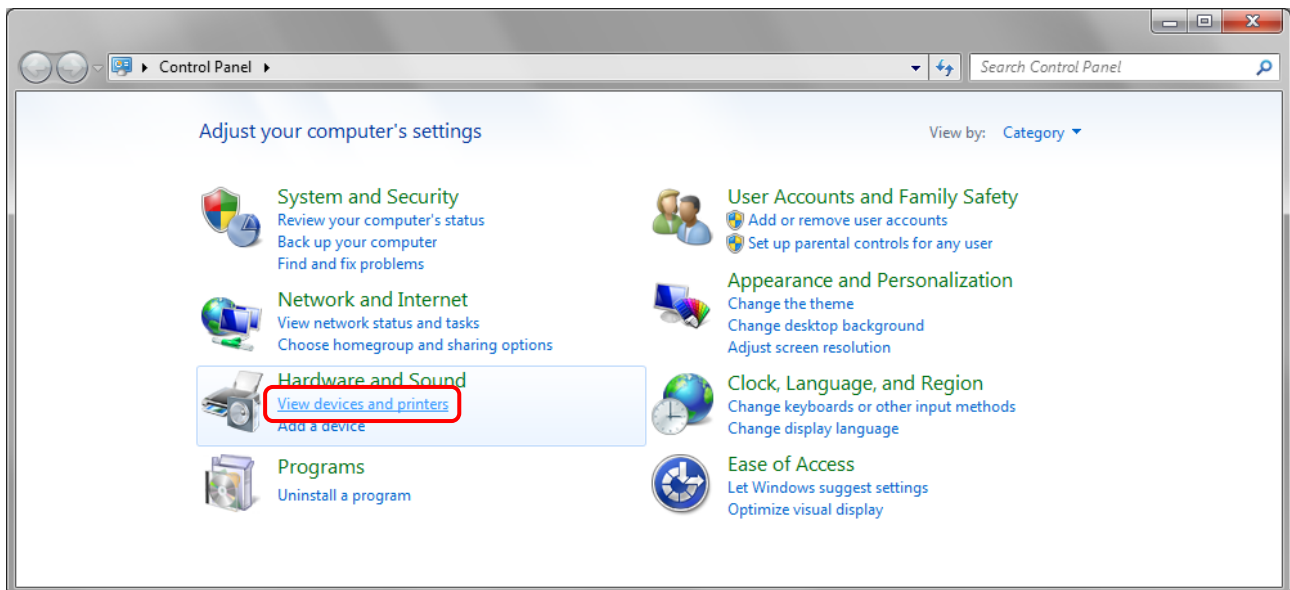 Control Panel
Search Control Panel
Adjust your computer's settings
View by: Category
System and Security
Review your computer's status
Back up your computer
Find and fix problems
Network and Internet
View network status and tasks
Choose homegroup and sharing options
Hardware and Sound
View devices and printers
Add a device
Programs
Uninstall a program
User Accounts and Family Safety
Add or remove user accounts
Set up parental controls for any user
Appearance and Personalization
Change the theme
Change desktop background
Adjust screen resolution
Clock, Language, and Region
Change keyboards or other input methods
Change display language
Ease of Access
Let Windows suggest settings
Optimize visual display